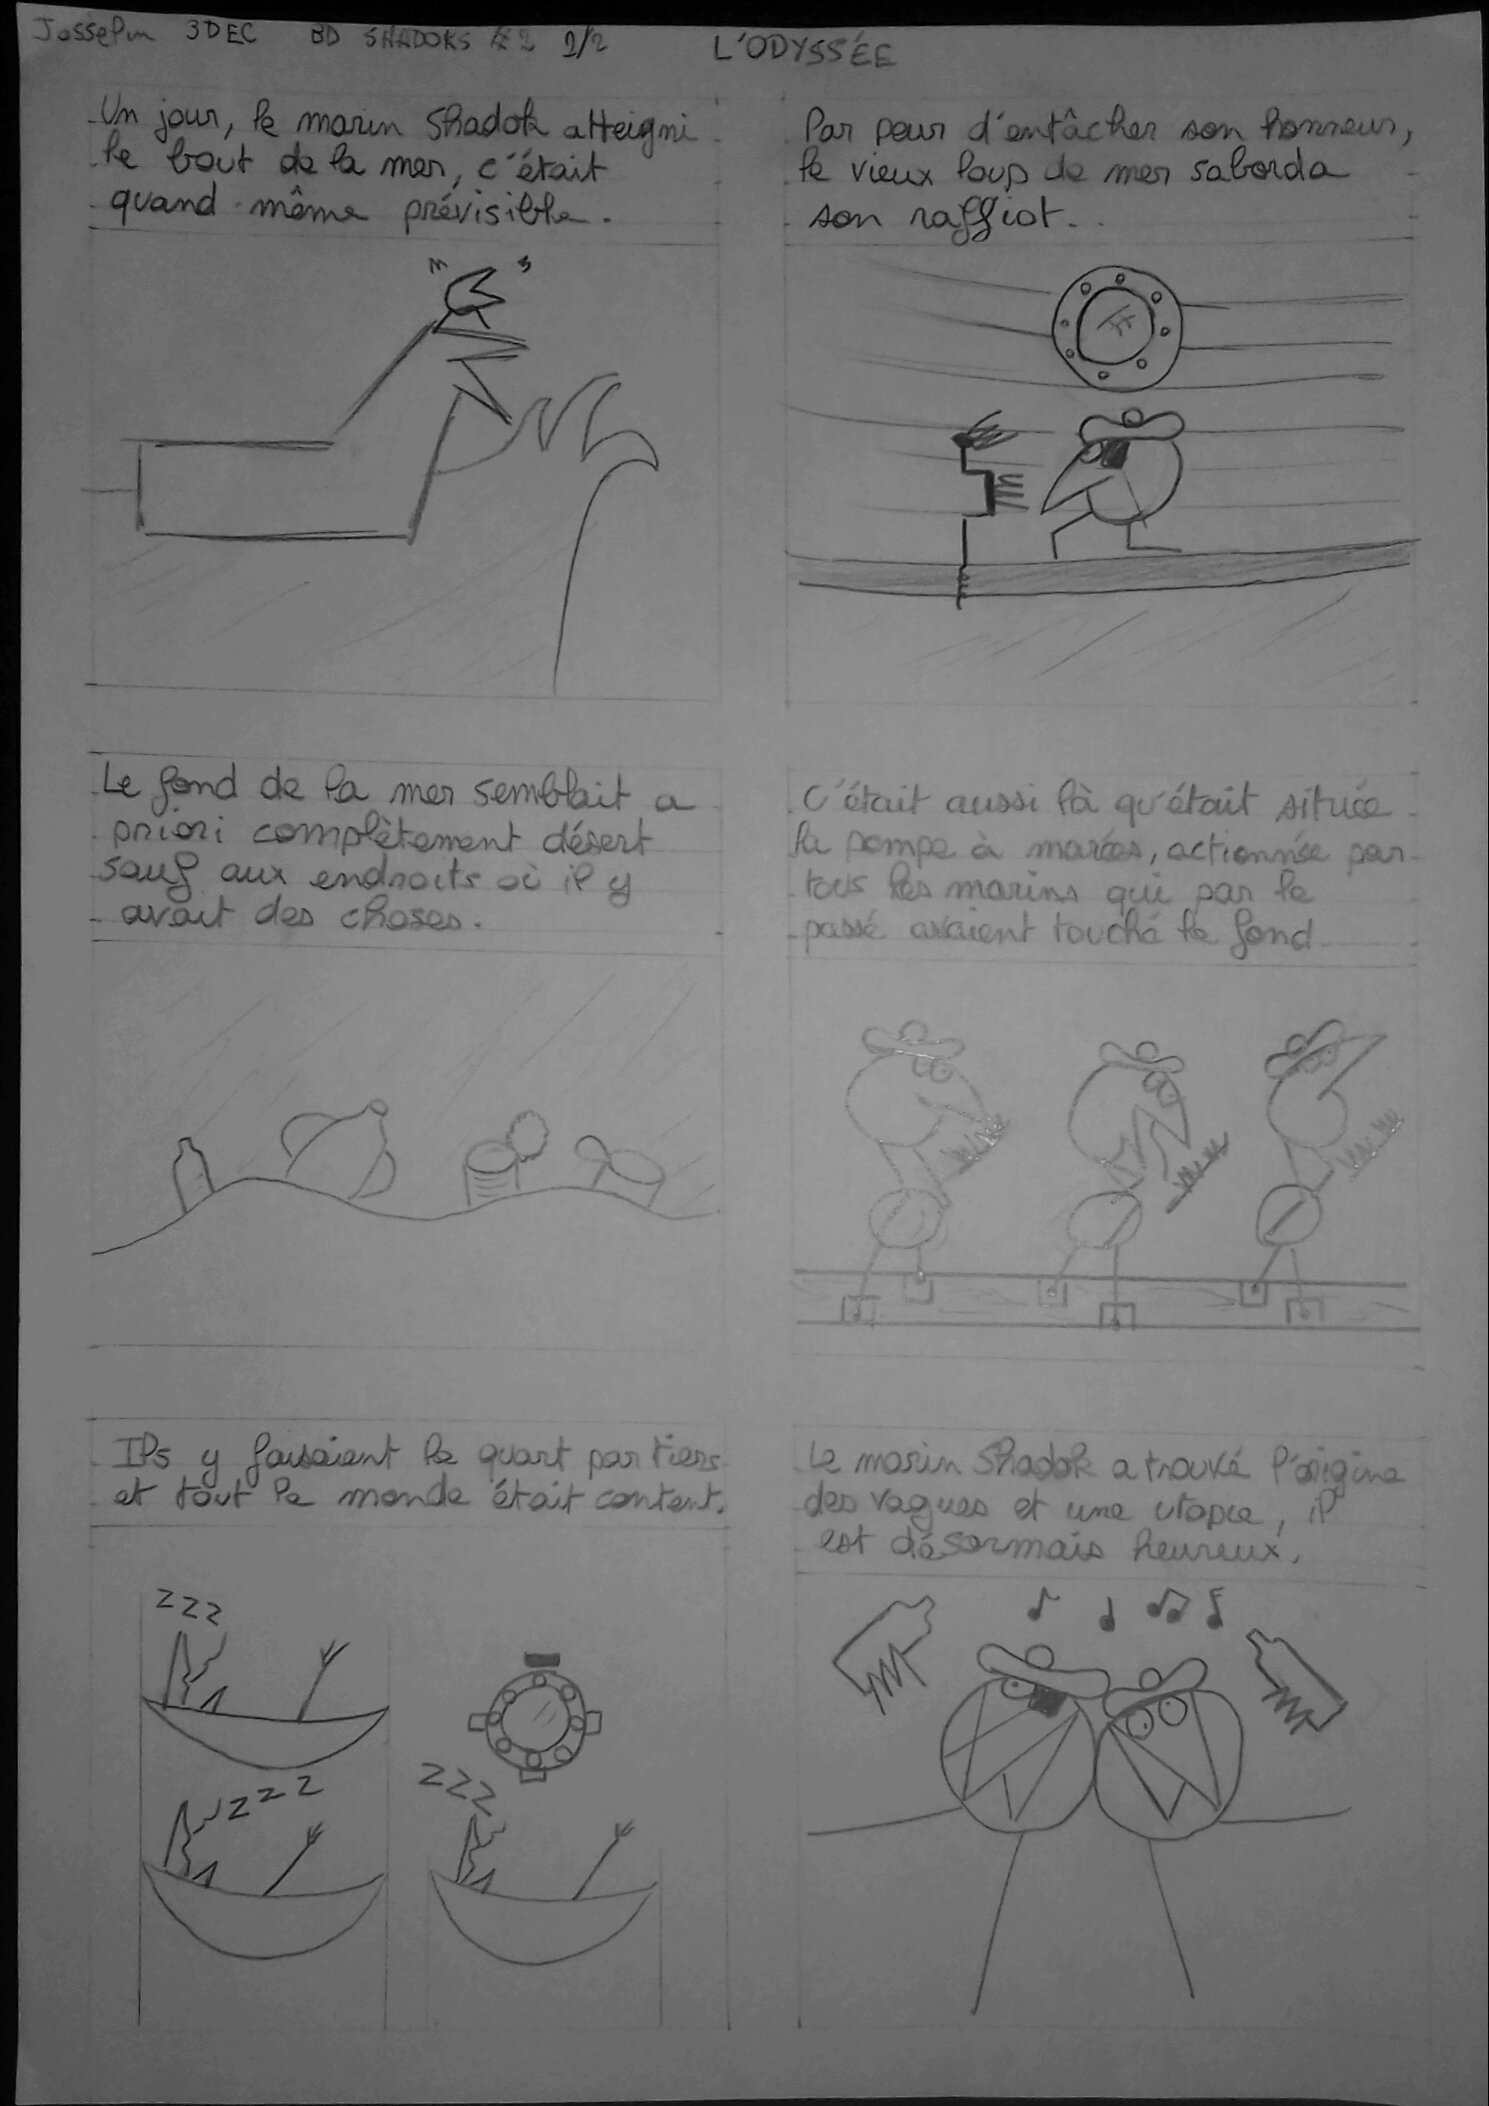 Josselin 3DEC BD SHADOKS 2/2 L'ODYSSÉE
Un jour, le marin Shadok atteigni
le bout de la mer, c'était
quand même prévisible.
Par peur d'entâcher son honneur,
le vieux loup de mer saborda
son raffiot.
Le fond de la mer semblait a
priori complètement désert
sauf aux endroits où il y
avait des choses.
C'était aussi là qu'était située
la pompe à marées, actionnée par
tous les marins qui par le
passé avaient touché le fond.
Ils y faisaient le quart par tiers
et tout le monde était content.
ZZZ
ZZZ
ZZZ
Le marin Shadok a trouvé l'origine
des vagues et une utopie, il
est désormais heureux.